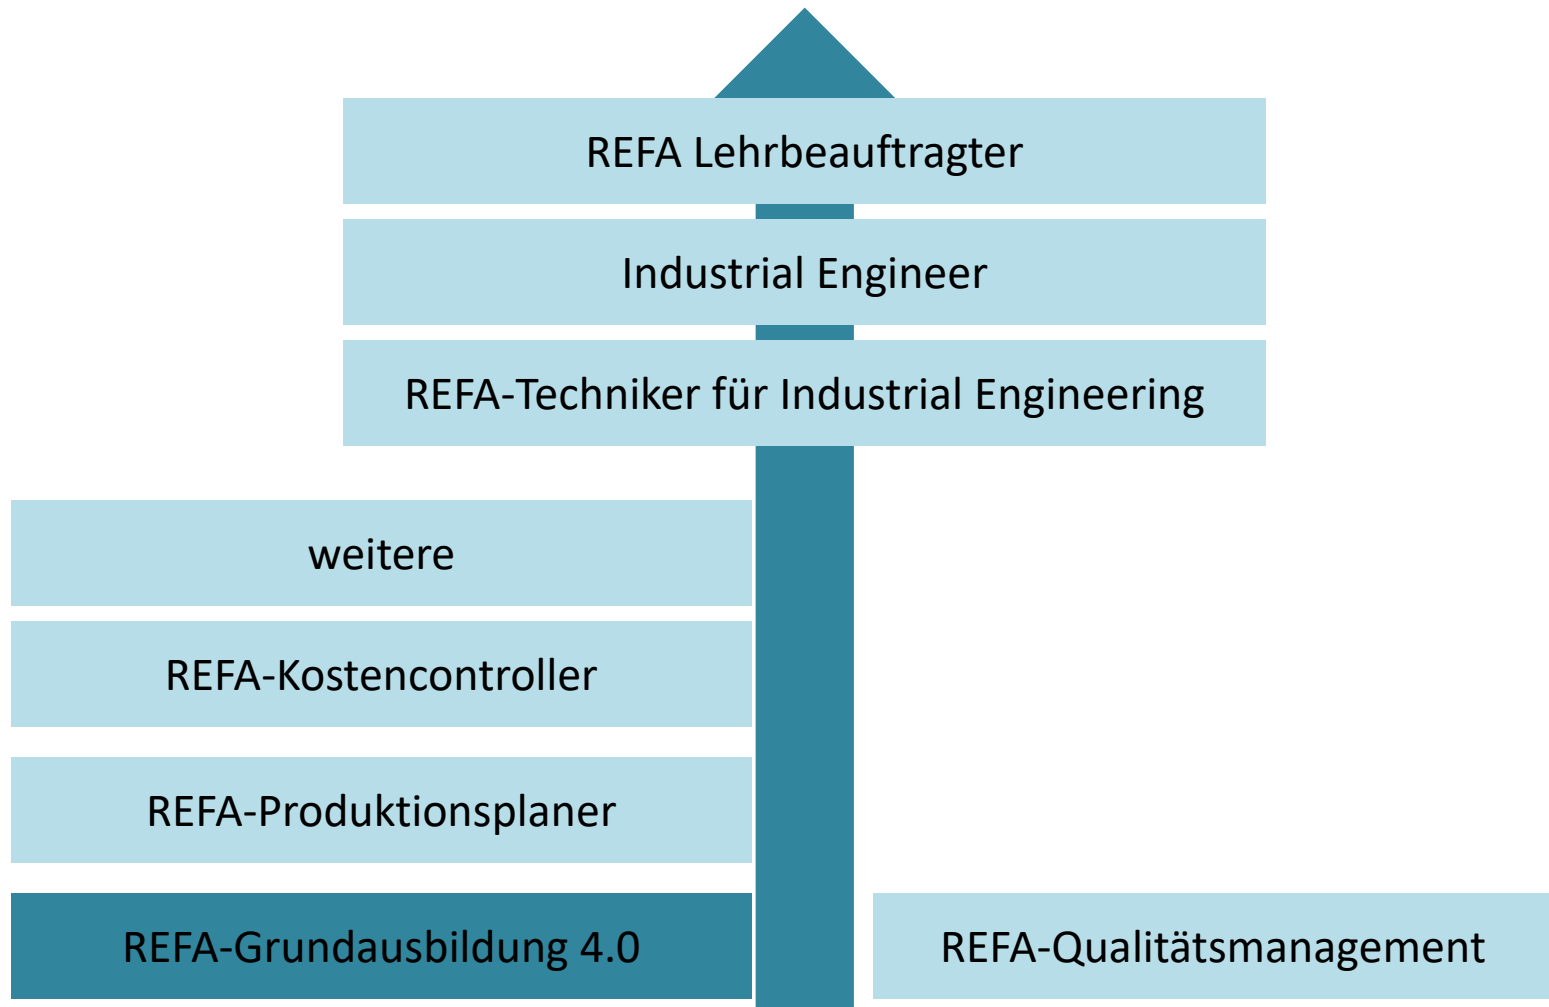 REFA Lehrbeauftragter
Industrial Engineer
REFA-Techniker für Industrial Engineering
weitere
REFA-Kostencontroller
REFA-Produktionsplaner
REFA-Grundausbildung 4.0
REFA-Qualitätsmanagement